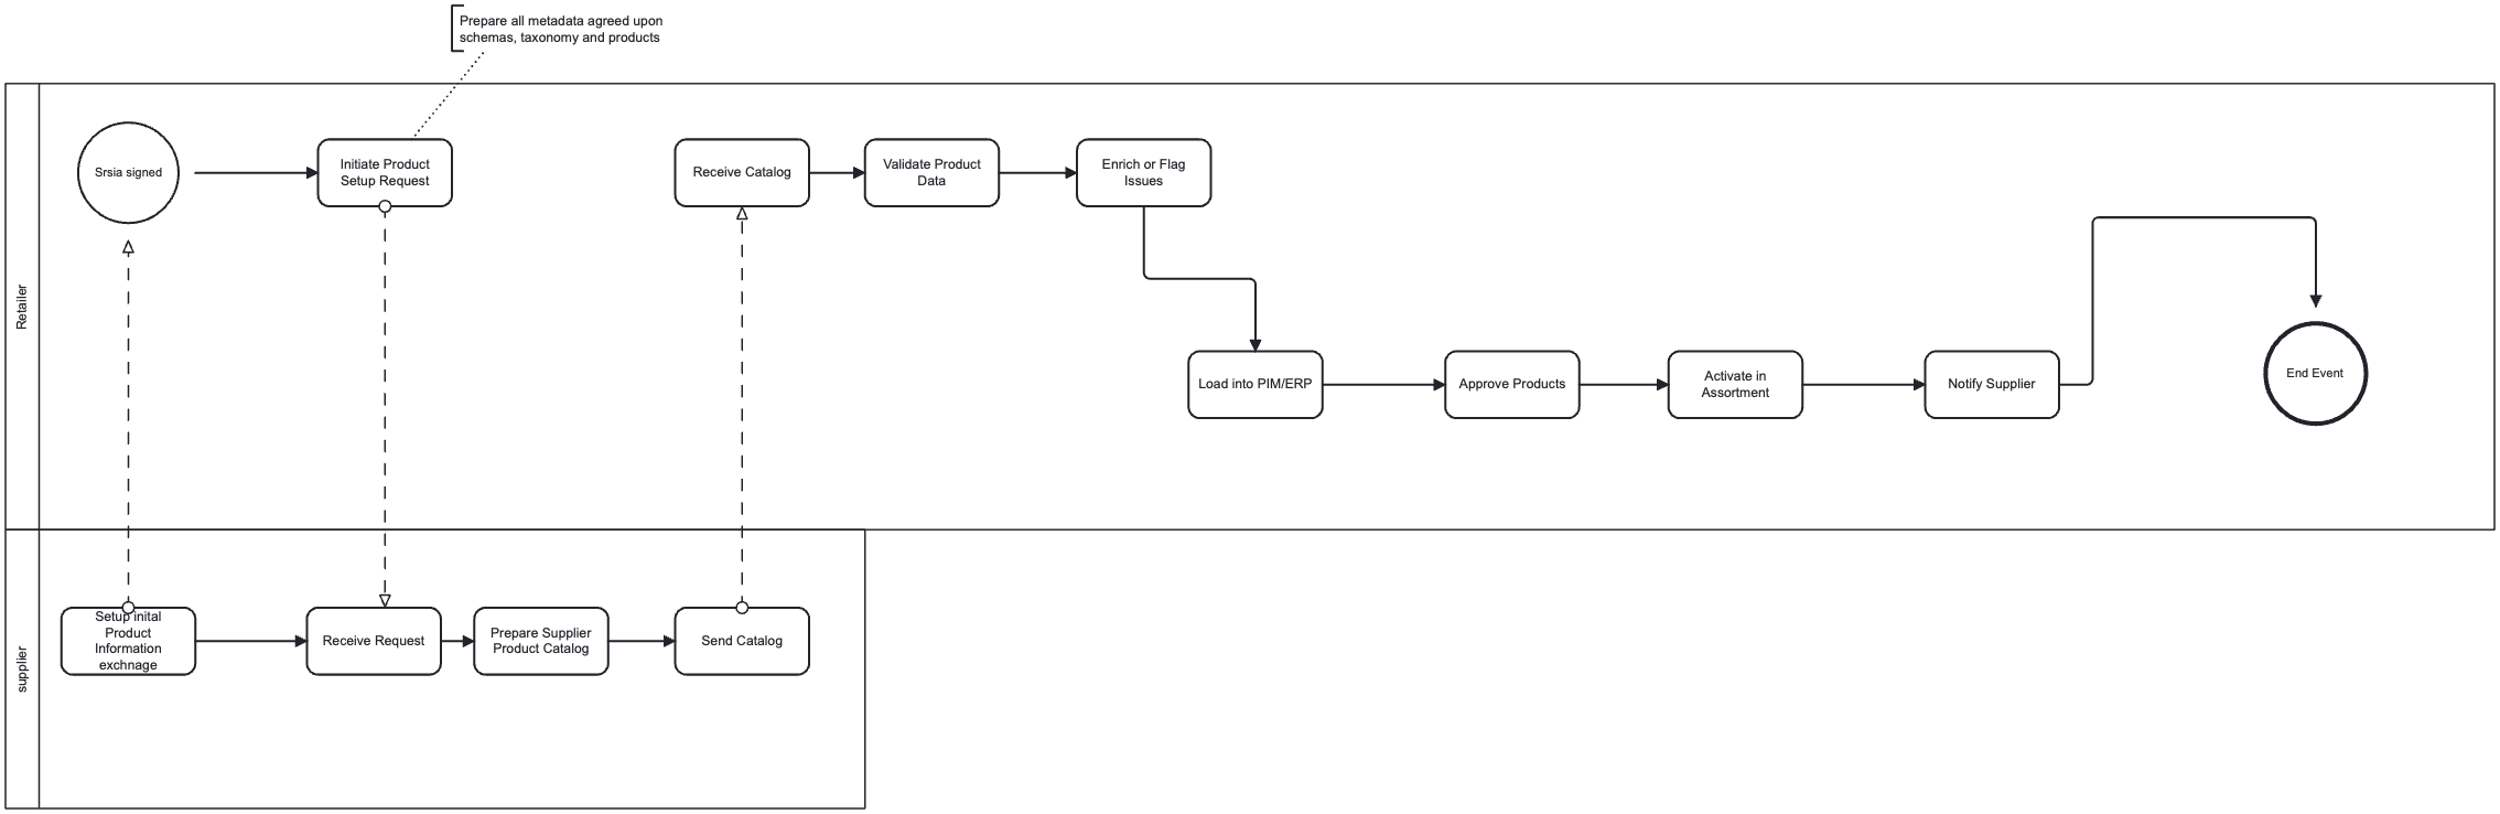 Prepare all metadata agreed upon
schemas, taxonomy and products
Retailer
Srsia signed
Initiate Product
Setup Request
Receive Catalog
Validate Product
Data
Enrich or Flag
Issues
Load into PIM/ERP
Approve Products
Activate in
Assortment
Notify Supplier
End Event
supplier
Setup inital
Product
Information
exchnage
Receive Request
Prepare Supplier
Product Catalog
Send Catalog